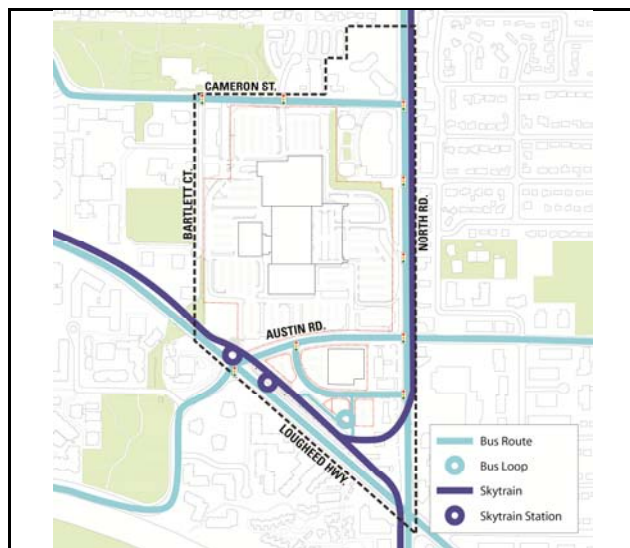 CAMERON ST.
BARTLETT CT.
NORTH RD.
AUSTIN RD.
LOUGHEED HWY.
Bus Route
Bus Loop
Skytrain
Skytrain Station